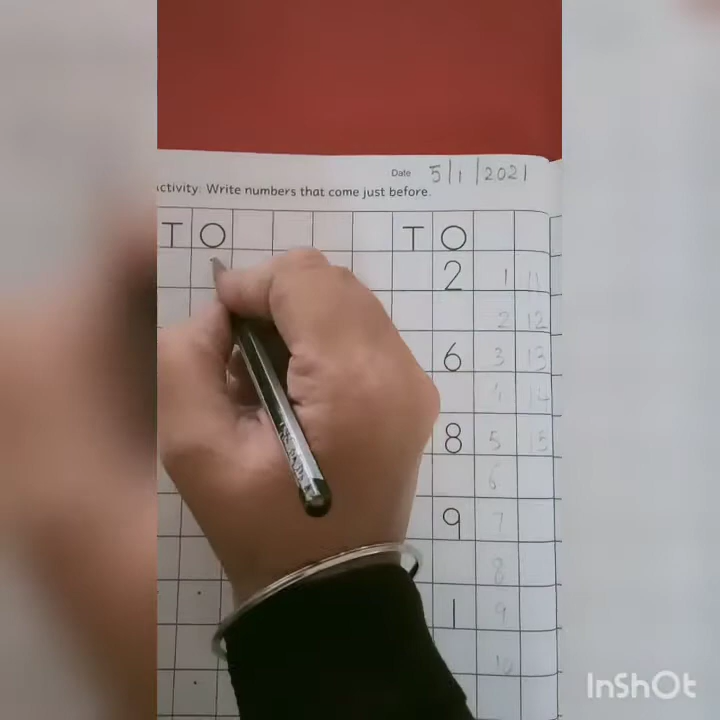 Date 5/1/2021
ctivity: Write numbers that come just before.
T O T O
2 1 11
2 12
6 3 13
4 14
8 5 15
6
9 7
8
1 9
10
InShOt